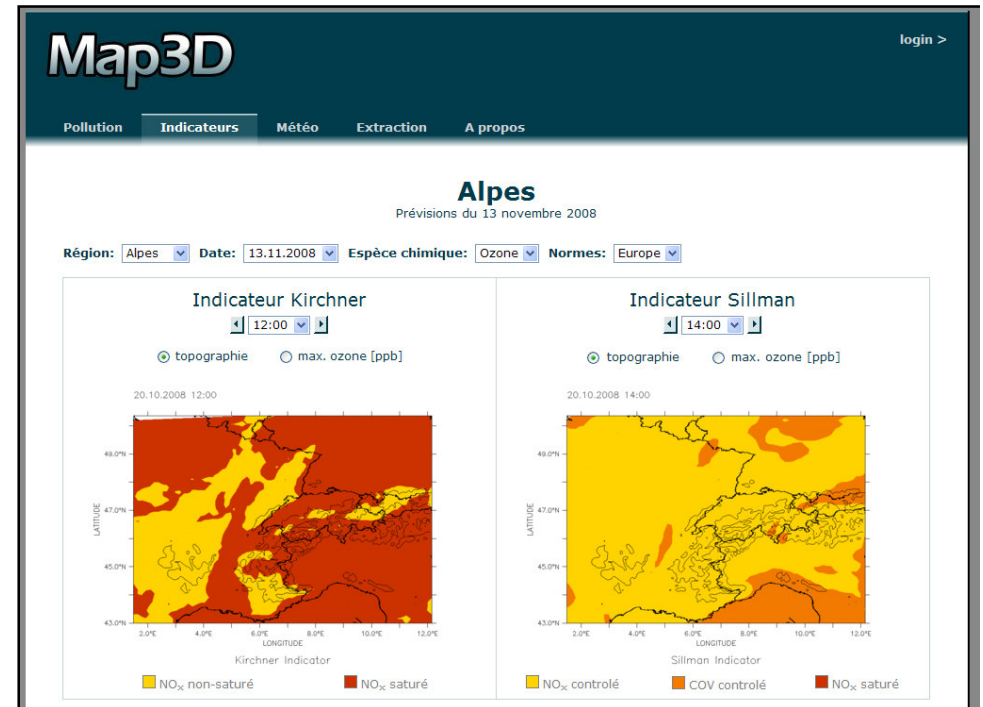 Map3D
login >
Pollution Indicateurs Météo Extraction A propos
Alpes
Prévisions du 13 novembre 2008
Région: Alpes Date: 13.11.2008 Espèce chimique: Ozone Normes: Europe
Indicateur Kirchner
12:00
topographie max. ozone [ppb]
20.10.2008 12:00
49.0°N
47.0°N
45.0°N
43.0°N
LATITUDE
2.0°E 4.0°E 6.0°E 8.0°E 10.0°E 12.0°E
LONGITUDE
Kirchner Indicator
NOx non-saturé NOx saturé
Indicateur Sillman
14:00
topographie max. ozone [ppb]
20.10.2008 14:00
49.0°N
47.0°N
45.0°N
43.0°N
LATITUDE
2.0°E 4.0°E 6.0°E 8.0°E 10.0°E 12.0°E
LONGITUDE
Sillman Indicator
NOx controlé COV controlé NOx saturé